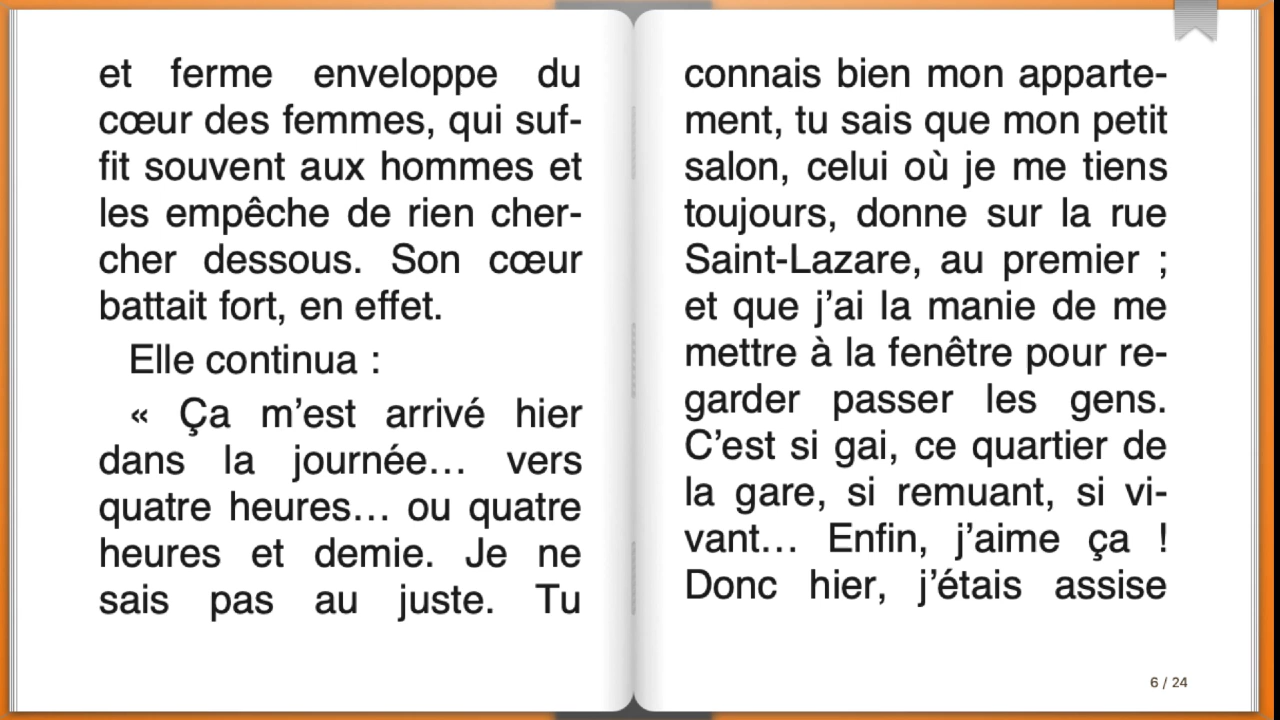 et ferme enveloppe du
cœur des femmes, qui suf-
fit souvent aux hommes et
les empêche de rien cher-
cher dessous. Son cœur
battait fort, en effet.
Elle continua :
« Ça m’est arrivé hier
dans la journée… vers
quatre heures… ou quatre
heures et demie. Je ne
sais pas au juste. Tu
connais bien mon apparte-
ment, tu sais que mon petit
salon, celui où je me tiens
toujours, donne sur la rue
Saint-Lazare, au premier ;
et que j’ai la manie de me
mettre à la fenêtre pour re-
garder passer les gens.
C’est si gai, ce quartier de
la gare, si remuant, si vi-
vant… Enfin, j’aime ça !
Donc hier, j’étais assise
6 / 24